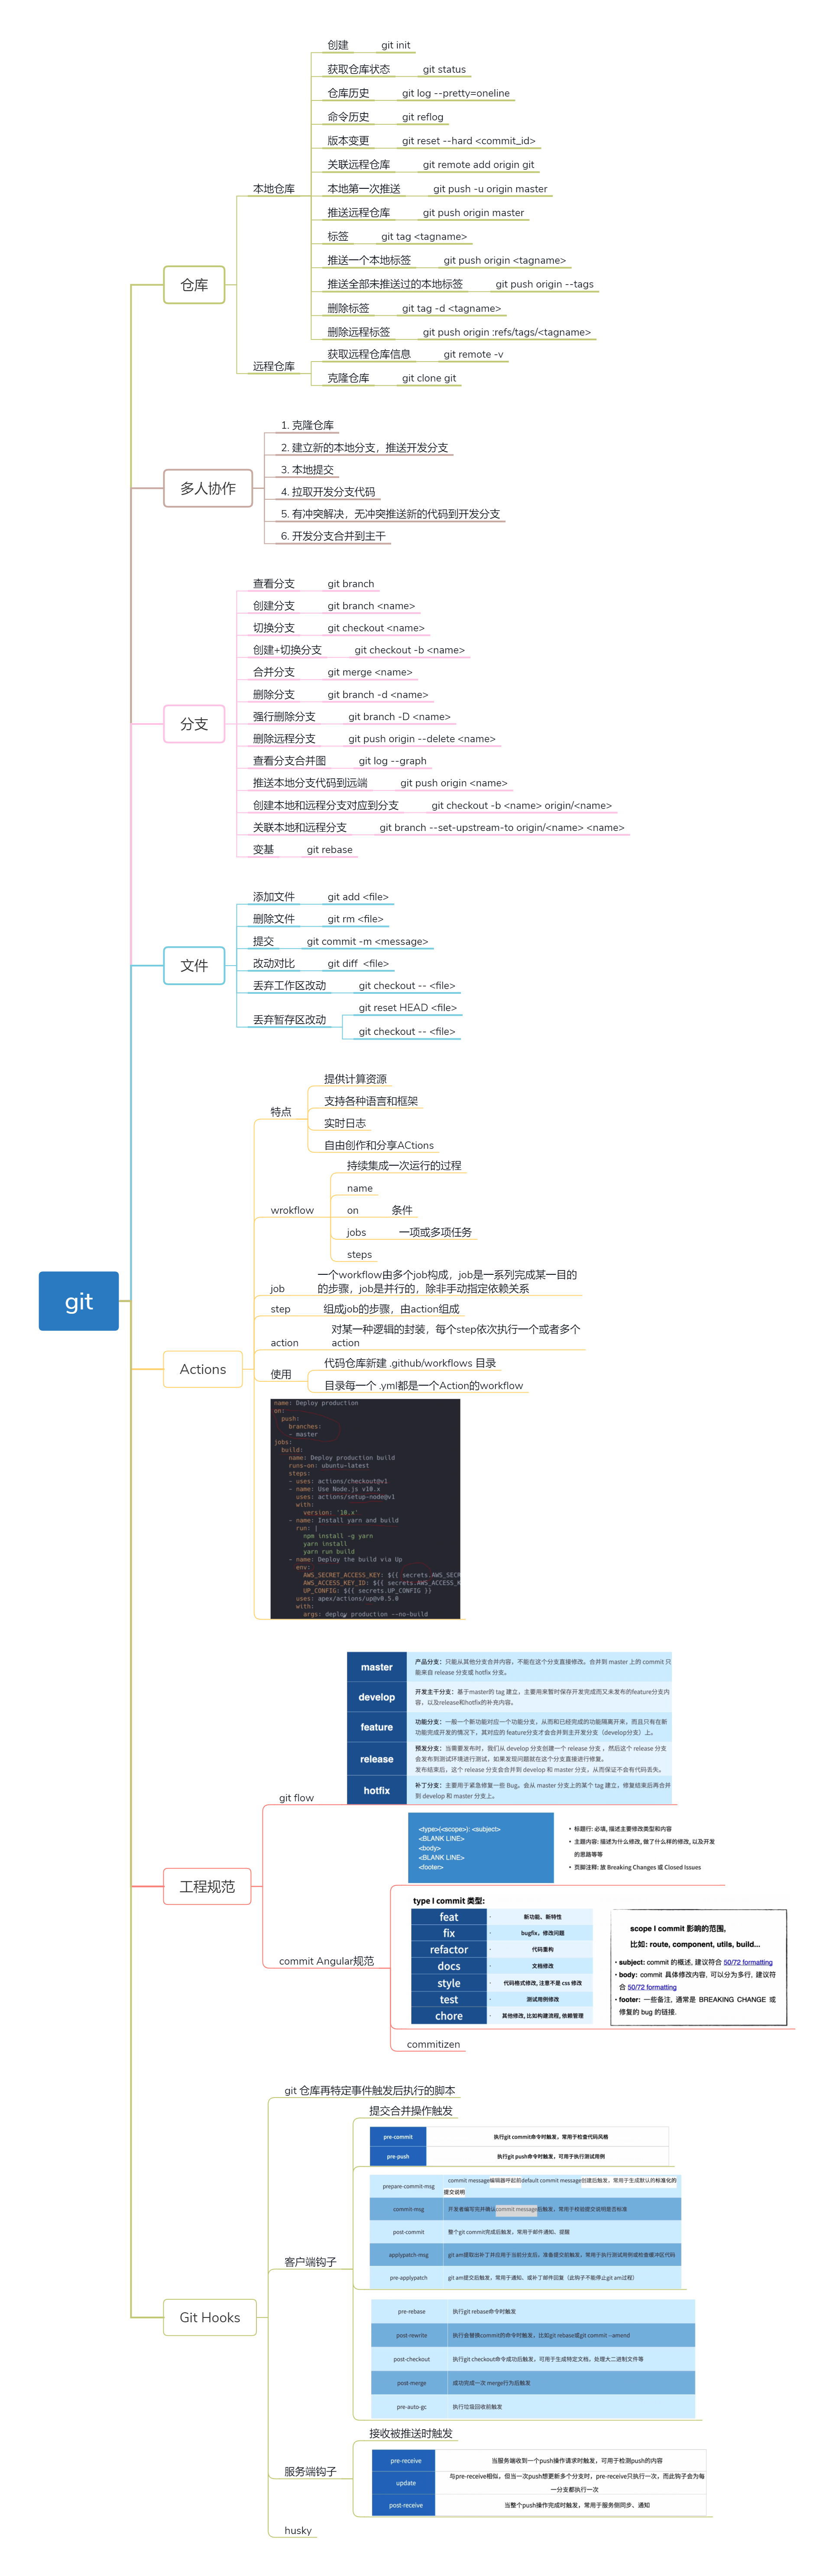 git
仓库
本地仓库
创建 git init
获取仓库状态 git status
仓库历史 git log --pretty=oneline
命令历史 git reflog
版本变更 git reset --hard <commit_id>
关联远程仓库 git remote add origin git
本地第一次推送 git push -u origin master
推送远程仓库 git push origin master
标签 git tag <tagname>
推送一个本地标签 git push origin <tagname>
推送全部未推送过的本地标签 git push origin --tags
删除标签 git tag -d <tagname>
删除远程标签 git push origin :refs/tags/<tagname>
远程仓库
获取远程仓库信息 git remote -v
克隆仓库 git clone git
多人协作
1. 克隆仓库
2. 建立新的本地分支，推送开发分支
3. 本地提交
4. 拉取开发分支代码
5. 有冲突解决，无冲突推送新的代码到开发分支
6. 开发分支合并到主干
分支
查看分支 git branch
创建分支 git branch <name>
切换分支 git checkout <name>
创建+切换分支 git checkout -b <name>
合并分支 git merge <name>
删除分支 git branch -d <name>
强行删除分支 git branch -D <name>
删除远程分支 git push origin --delete <name>
查看分支合并图 git log --graph
推送本地分支代码到远端 git push origin <name>
创建本地和远程分支对应到分支 git checkout -b <name> origin/<name>
关联本地和远程分支 git branch --set-upstream-to origin/<name> <name>
变基 git rebase
文件
添加文件 git add <file>
删除文件 git rm <file>
提交 git commit -m <message>
改动对比 git diff <file>
丢弃工作区改动 git checkout -- <file>
丢弃暂存区改动
git reset HEAD <file>
git checkout -- <file>
Actions
特点
提供计算资源
支持各种语言和框架
实时日志
自由创作和分享ACtions
wrokflow
持续集成一次运行的过程
name
on 条件
jobs 一项或多项任务
steps
job
一个workflow由多个job构成，job是一系列完成某一目的
的步骤，job是并行的，除非手动指定依赖关系
step 组成job的步骤，由action组成
action
对某一种逻辑的封装，每个step依次执行一个或者多个
action
使用
代码仓库新建 .github/workflows 目录
目录每一个 .yml都是一个Action的workflow
name: Deploy production
on:
push:
branches:
- master
jobs:
build:
name: Deploy production build
runs-on: ubuntu-latest
steps:
- uses: actions/checkout@v1
- name: Use Node.js v10.x
uses: actions/setup-node@v1
with:
version: '10.x'
- name: Install yarn and build
run: |
npm install -g yarn
yarn install
yarn run build
- name: Deploy the build via Up
env:
AWS_SECRET_ACCESS_KEY: ${{ secrets.AWS_SECR
AWS_ACCESS_KEY_ID: ${{ secrets.AWS_ACCESS_K
UP_CONFIG: ${{ secrets.UP_CONFIG }}
uses: apex/actions/up@v0.5.0
with:
args: deploy production --no-build
工程规范
git flow
master
产品分支：只能从其他分支合并内容，不能在这个分支直接修改。合并到 master 上的 commit 只
能来自 release 分支或 hotfix 分支。
develop
开发主干分支：基于master的 tag 建立，主要用来暂时保存开发完成而又未发布的feature分支内
容，以及release和hotfix的补充内容。
feature
功能分支：一般一个新功能对应一个功能分支，从而和已经完成的功能隔离开来，而且只有在新
功能完成开发的情况下，其对应的 feature分支才会合并到主开发分支（develop分支）上。
release
预发分支：当需要发布时，我们从 develop 分支创建一个 release 分支，然后这个 release 分支
会发布到测试环境进行测试，如果发现问题就在这个分支直接进行修复。
发布结束后，这个 release 分支会合并到 develop 和 master 分支，从而保证不会有代码丢失。
hotfix
补丁分支：主要用于紧急修复一些 Bug。会从 master 分支上的某个 tag 建立，修复结束后再合并
到 develop 和 master 分支上。
commit Angular规范
<type>(<scope>): <subject>
<BLANK LINE>
<body>
<BLANK LINE>
<footer>
• 标题行: 必填, 描述主要修改类型和内容
• 主题内容: 描述为什么修改, 做了什么样的修改, 以及开发
的思路等等
• 页脚注释: 放 Breaking Changes 或 Closed Issues
type l commit 类型:
feat · 新功能、新特性
fix · bugfix，修改问题
refactor · 代码重构
docs · 文档修改
style · 代码格式修改, 注意不是 css 修改
test · 测试用例修改
chore · 其他修改, 比如构建流程, 依赖管理
scope l commit 影响的范围,
比如: route, component, utils, build...
• subject: commit 的概述, 建议符合 50/72 formatting
• body: commit 具体修改内容, 可以分为多行, 建议符
合 50/72 formatting
• footer: 一些备注, 通常是 BREAKING CHANGE 或
修复的 bug 的链接.
commitizen
Git Hooks
git 仓库再特定事件触发后执行的脚本
客户端钩子
提交合并操作触发
pre-commit 执行git commit命令时触发，常用于检查代码风格
pre-push 执行git push命令时触发，可用于执行测试用例
prepare-commit-msg
commit message编辑器呼起前default commit message创建后触发，常用于生成默认的标准化的
提交说明
commit-msg 开发者编写完并确认commit message后触发，常用于校验提交说明是否标准
post-commit 整个git commit完成后触发，常用于邮件通知、提醒
applypatch-msg git am提取出补丁并应用于当前分支后、准备提交前触发，常用于执行测试用例或检查缓冲区代码
pre-applypatch git am提交后触发，常用于通知、或补丁邮件回复（此钩子不能停止git am过程）
pre-rebase 执行git rebase命令时触发
post-rewrite 执行会替换commit的命令时触发，比如git rebase或git commit --amend
post-checkout 执行git checkout命令成功后触发，可用于生成特定文档，处理大二进制文件等
post-merge 成功完成一次 merge行为后触发
pre-auto-gc 执行垃圾回收前触发
服务端钩子
接收被推送时触发
pre-receive 当服务端收到一个push操作请求时触发，可用于检测push的内容
update
与pre-receive相似，但当一次push想更新多个分支时，pre-receive只执行一次，而此钩子会为每
一分支都执行一次
post-receive 当整个push操作完成时触发，常用于服务侧同步、通知
husky